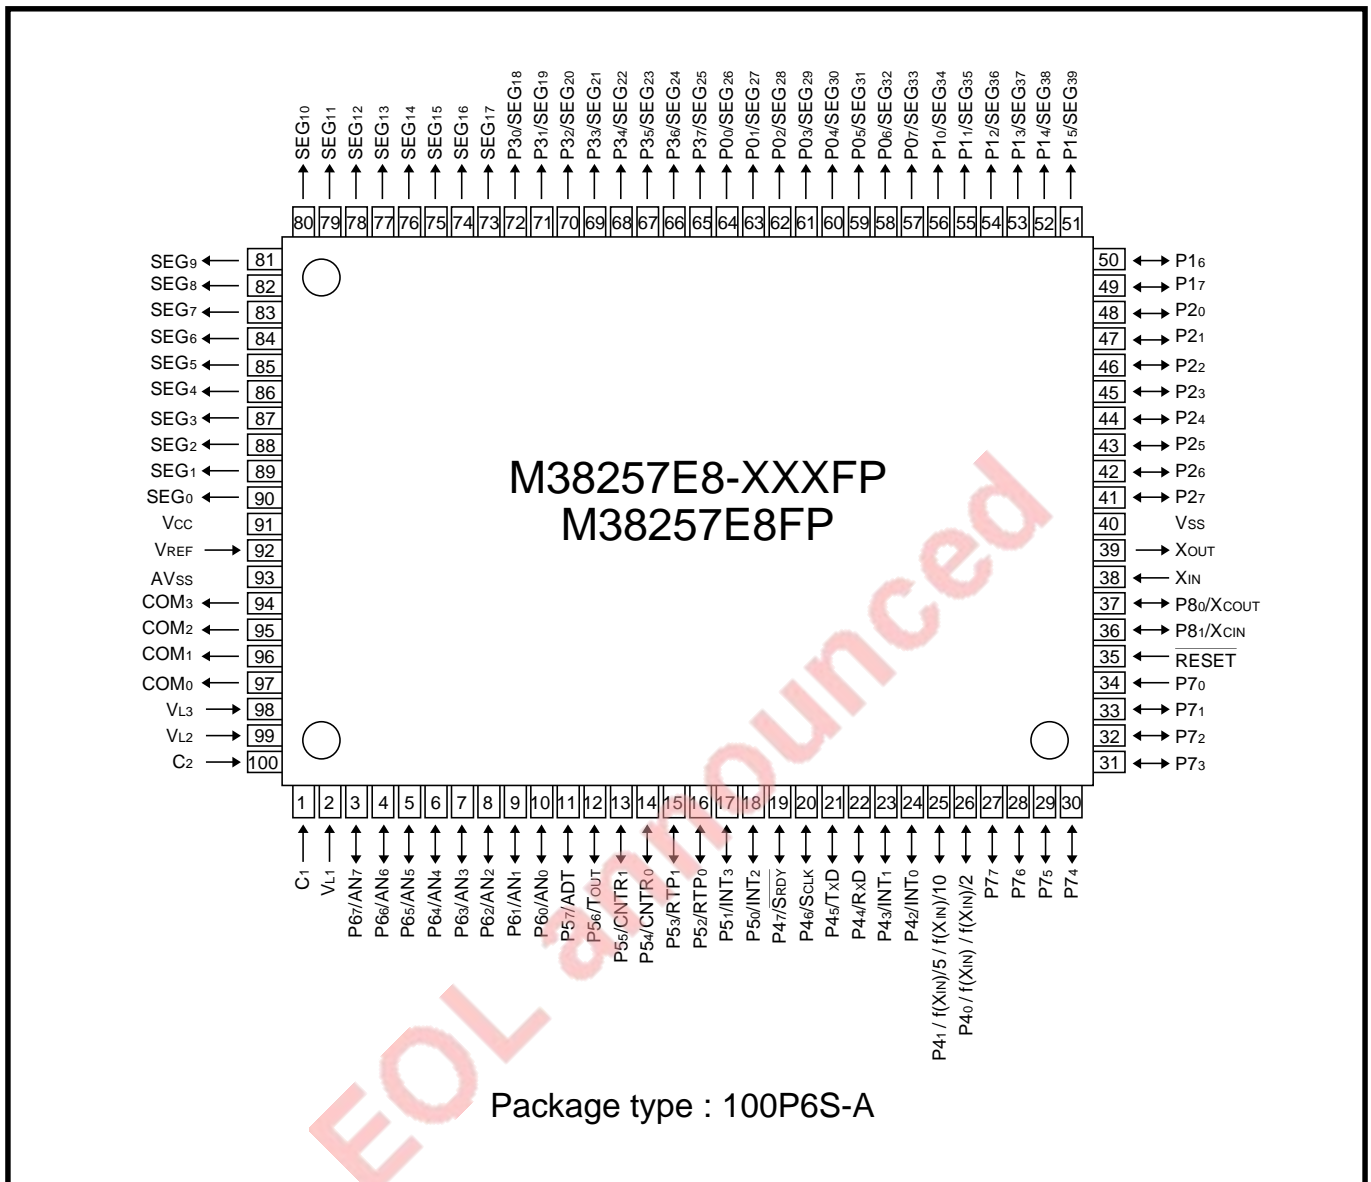 SEG10
SEG11
SEG12
SEG13
SEG14
SEG15
SEG16
SEG17
P30/SEG18
P31/SEG19
P32/SEG20
P33/SEG21
P34/SEG22
P35/SEG23
P36/SEG24
P37/SEG25
P00/SEG26
P01/SEG27
P02/SEG28
P03/SEG29
P04/SEG30
P05/SEG31
P06/SEG32
P07/SEG33
P10/SEG34
P11/SEG35
P12/SEG36
P13/SEG37
P14/SEG38
P15/SEG39
80 79 78 77 76 75 74 73 72 71 70 69 68 67 66 65 64 63 62 61 60 59 58 57 56 55 54 53 52 51
SEG9 81
SEG8 82
SEG7 83
SEG6 84
SEG5 85
SEG4 86
SEG3 87
SEG2 88
SEG1 89
SEG0 90
VCC 91
VREF 92
AVSS 93
COM3 94
COM2 95
COM1 96
COM0 97
VL3 98
VL2 99
C2 100
M38257E8-XXXFP
M38257E8FP
50 P16
49 P17
48 P20
47 P21
46 P22
45 P23
44 P24
43 P25
42 P26
41 P27
40 VSS
39 XOUT
38 XIN
37 P80/XCOUT
36 P81/XCIN
35 RESET
34 P70
33 P71
32 P72
31 P73
1 2 3 4 5 6 7 8 9 10 11 12 13 14 15 16 17 18 19 20 21 22 23 24 25 26 27 28 29 30
C1
VL1
P67/AN7
P66/AN6
P65/AN5
P64/AN4
P63/AN3
P62/AN2
P61/AN1
P60/AN0
P57/ADT
P56/TOUT
P55/CNTR1
P54/CNTR0
P53/RTP1
P52/RTP0
P51/INT3
P50/INT2
P47/SRDY
P46/SCLK
P45/TXD
P44/RXD
P43/INT1
P42/INT0
P41 / f(XIN)/5 / f(XIN)/10
P40 / f(XIN) / f(XIN)/2
P77
P76
P75
P74
EOL announced
Package type : 100P6S-A